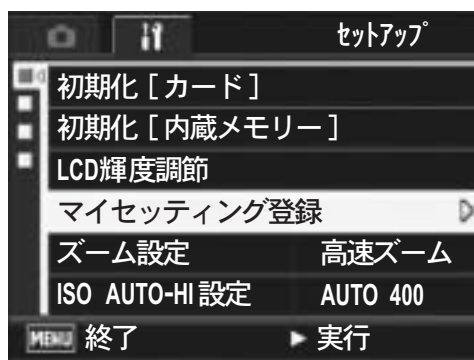 セットアップ
初期化 [ カード ]
初期化 [ 内蔵メモリー ]
LCD輝度調節
マイセッティング登録
ズーム設定 高速ズーム
ISO AUTO-HI 設定 AUTO 400
MENU 終了 ▶ 実行